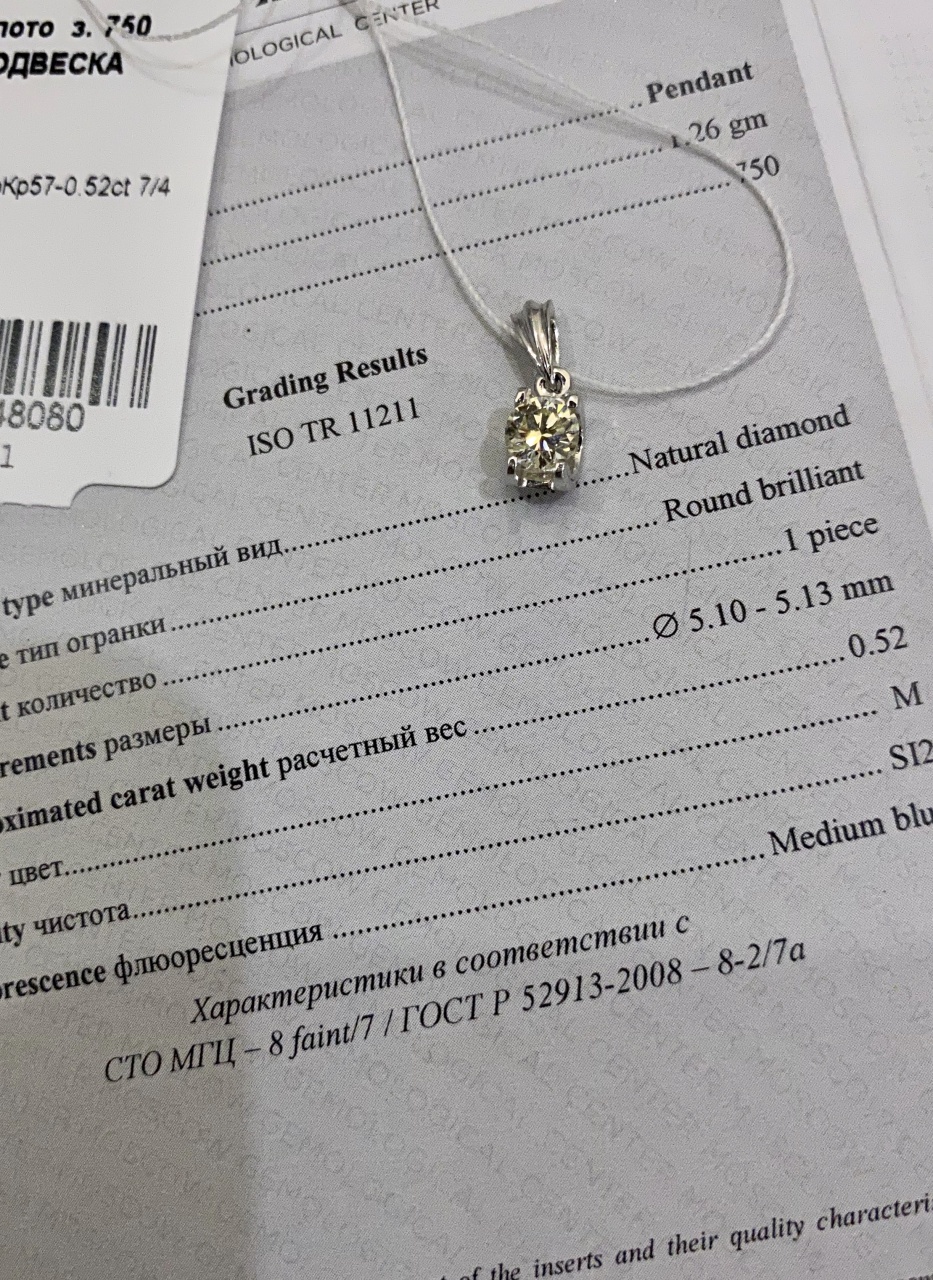 лото з. 750
ОДВЕСКА
Кр57-0.52ct 7/4
48080
1
OLOGICAL CENTER
Pendant
.26 gm
750
Grading Results
ISO TR 11211
type минеральный вид Natural diamond
е тип огранки Round brilliant
t количество 1 piece
rements размеры Ø 5.10 - 5.13 mm
oximated carat weight расчетный вес 0.52
цвет M
ity чистота SI2
orescence флюоресценция Medium blu
Характеристики в соответствии с
СТО МГЦ – 8 faint/7 / ГОСТ Р 52913-2008 – 8-2/7а
of the inserts and their quality characteri